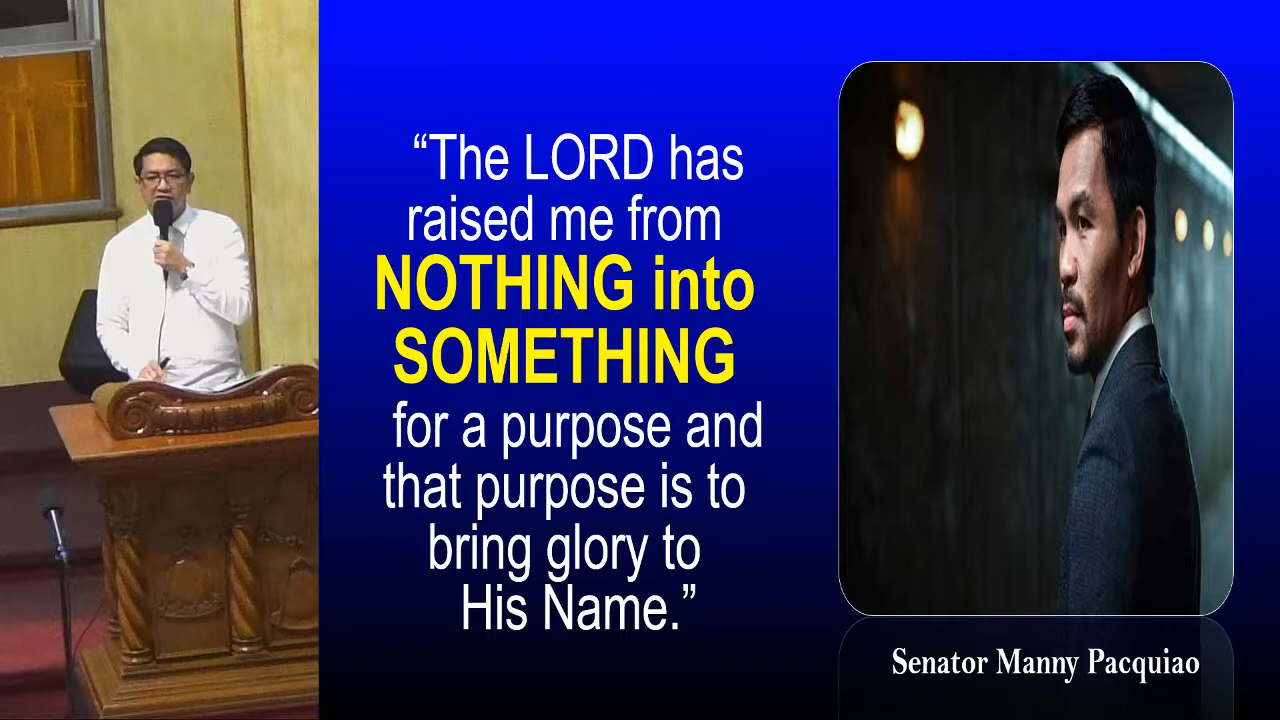 “The LORD has
raised me from
NOTHING into
SOMETHING
for a purpose and
that purpose is to
bring glory to
His Name.”
Senator Manny Pacquiao